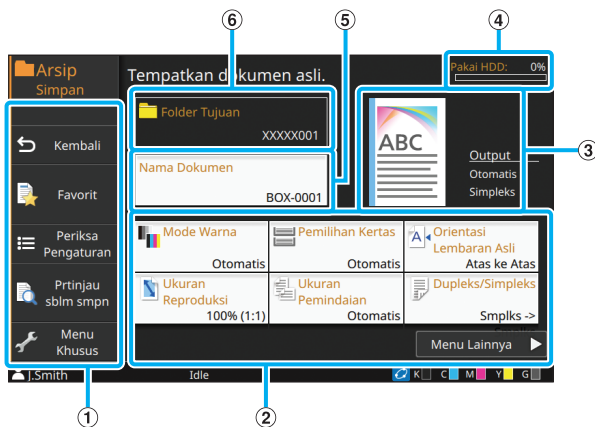 6
5
4
Arsip
Simpan
Tempatkan dokumen asli.
Pakai HDD: 0%
Folder Tujuan
XXXXX001
Nama Dokumen
BOX-0001
ABC
Output
Otomatis
Simpleks
3
Kembali
Favorit
Periksa
Pengaturan
Prtinjau
sblm smpn
Menu
Khusus
Mode Warna
Otomatis
Pemilihan Kertas
Otomatis
A
Orientasi
Lembaran Asli
Atas ke Atas
Ukuran
Reproduksi
100% (1:1)
Ukuran
Pemindaian
Otomatis
Dupleks/Simpleks
Smplks ->
Menu Lainnya
J.Smith
Idle
K C M Y G
1
2